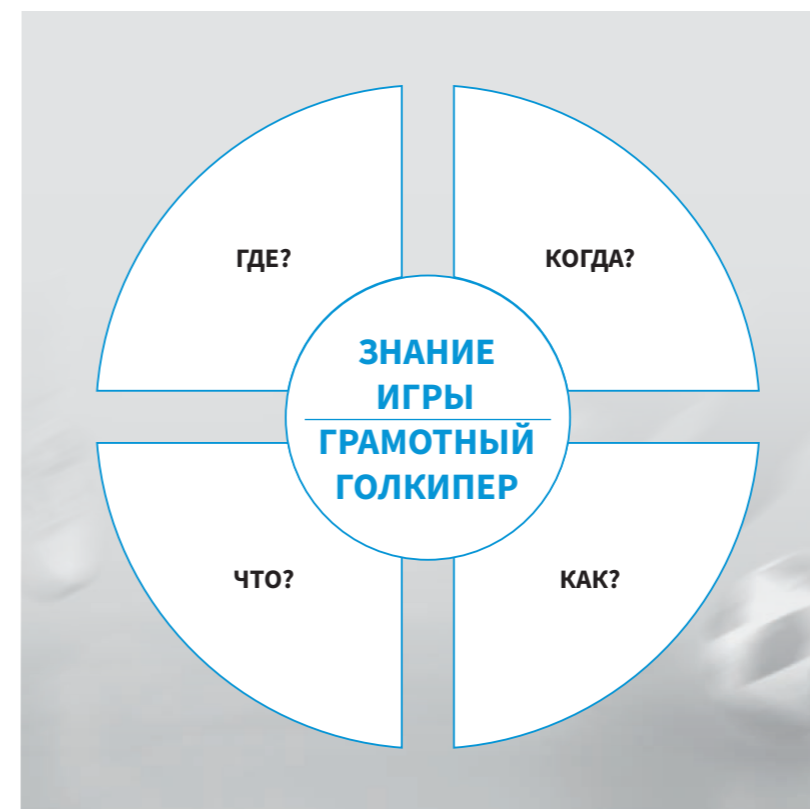 ГДЕ?
КОГДА?
ЗНАНИЕ
ИГРЫ
ГРАМОТНЫЙ
ГОЛКИПЕР
ЧТО?
КАК?